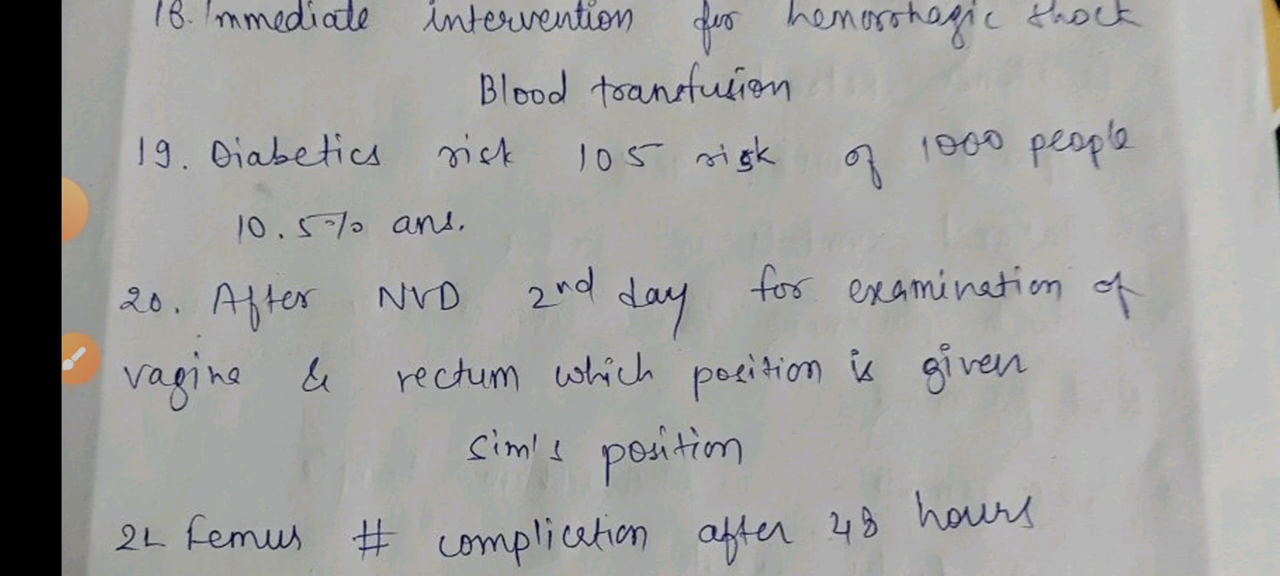 18. Immediate intervention for hemorrhagic shock
Blood transfusion
19. Diabetics risk 105 risk of 1000 people
10.5% ans.
20. After NVD 2nd day for examination of
vagina & rectum which position is given
Sim's position
21 Femus # complication after 48 hours